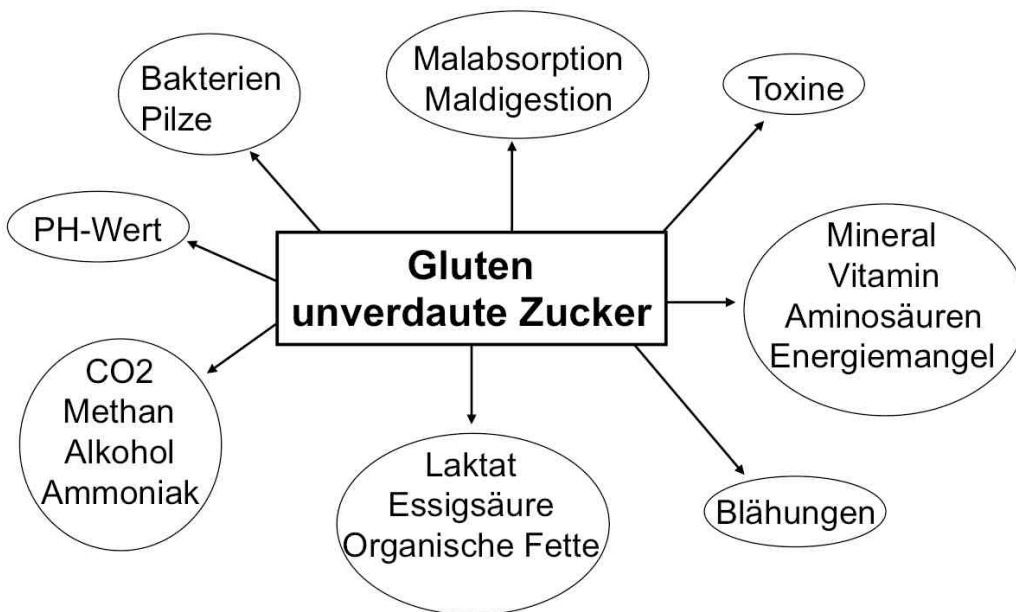 Bakterien
Pilze
Malabsorption
Maldigestion
Toxine
PH-Wert
Gluten
unverdaute Zucker
Mineral
Vitamin
Aminosäuren
Energiemangel
CO2
Methan
Alkohol
Ammoniak
Laktat
Essigsäure
Organische Fette
Blähungen